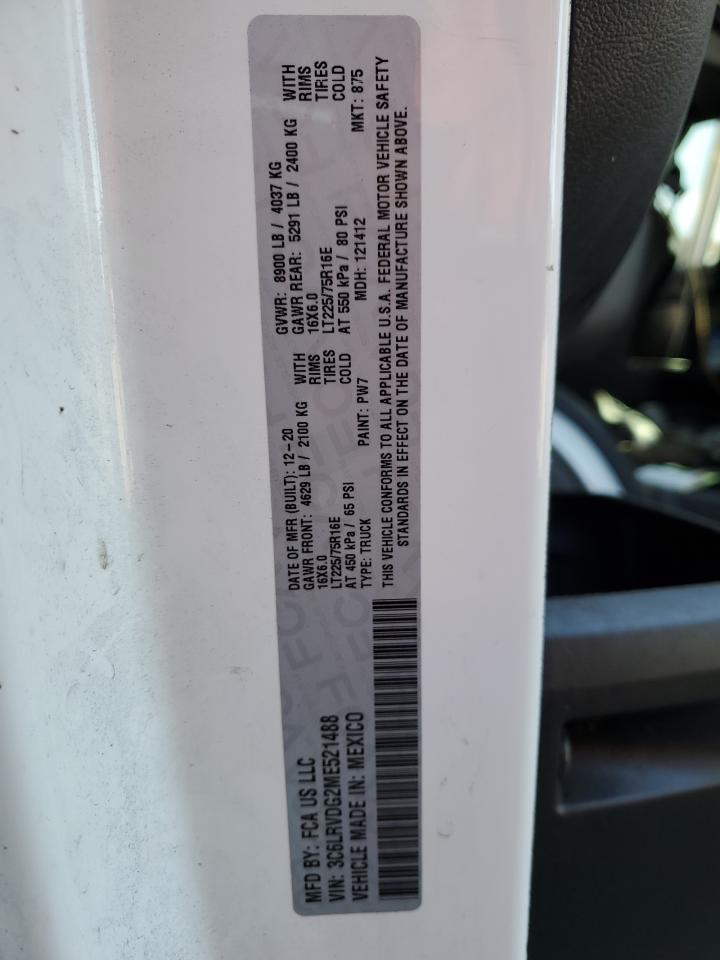 MFD BY: FCA US LLC
VIN: 3C6LRVDG2ME521488
VEHICLE MADE IN: MEXICO
DATE OF MFR (BUILT): 12-20
GVWR: 8900 LB / 4037 KG
GAWR FRONT: 4629 LB / 2100 KG WITH
16X6.0 RIMS
LT225/75R16E TIRES
AT 450 kPa / 65 PSI COLD
GAWR REAR: 5291 LB / 2400 KG WITH
16X6.0 RIMS
LT225/75R16E TIRES
AT 550 kPa / 80 PSI COLD
TYPE: TRUCK PAINT: PW7 MDH: 121412 MKT: 875
THIS VEHICLE CONFORMS TO ALL APPLICABLE U.S.A. FEDERAL MOTOR VEHICLE SAFETY
STANDARDS IN EFFECT ON THE DATE OF MANUFACTURE SHOWN ABOVE.